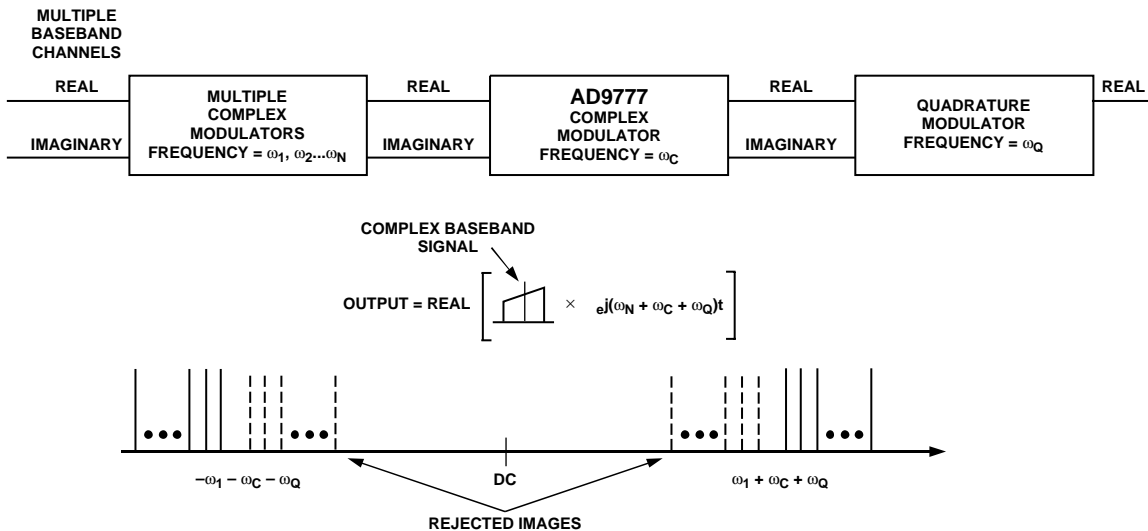 MULTIPLE
BASEBAND
CHANNELS
REAL
IMAGINARY
MULTIPLE
COMPLEX
MODULATORS
FREQUENCY = ω1, ω2...ωN
REAL
IMAGINARY
AD9777
COMPLEX
MODULATOR
FREQUENCY = ωC
REAL
IMAGINARY
QUADRATURE
MODULATOR
FREQUENCY = ωQ
REAL
COMPLEX BASEBAND
SIGNAL
OUTPUT = REAL [ × ej(ωN + ωC + ωQ)t ]
–ω1 – ωC – ωQ
DC
ω1 + ωC + ωQ
REJECTED IMAGES